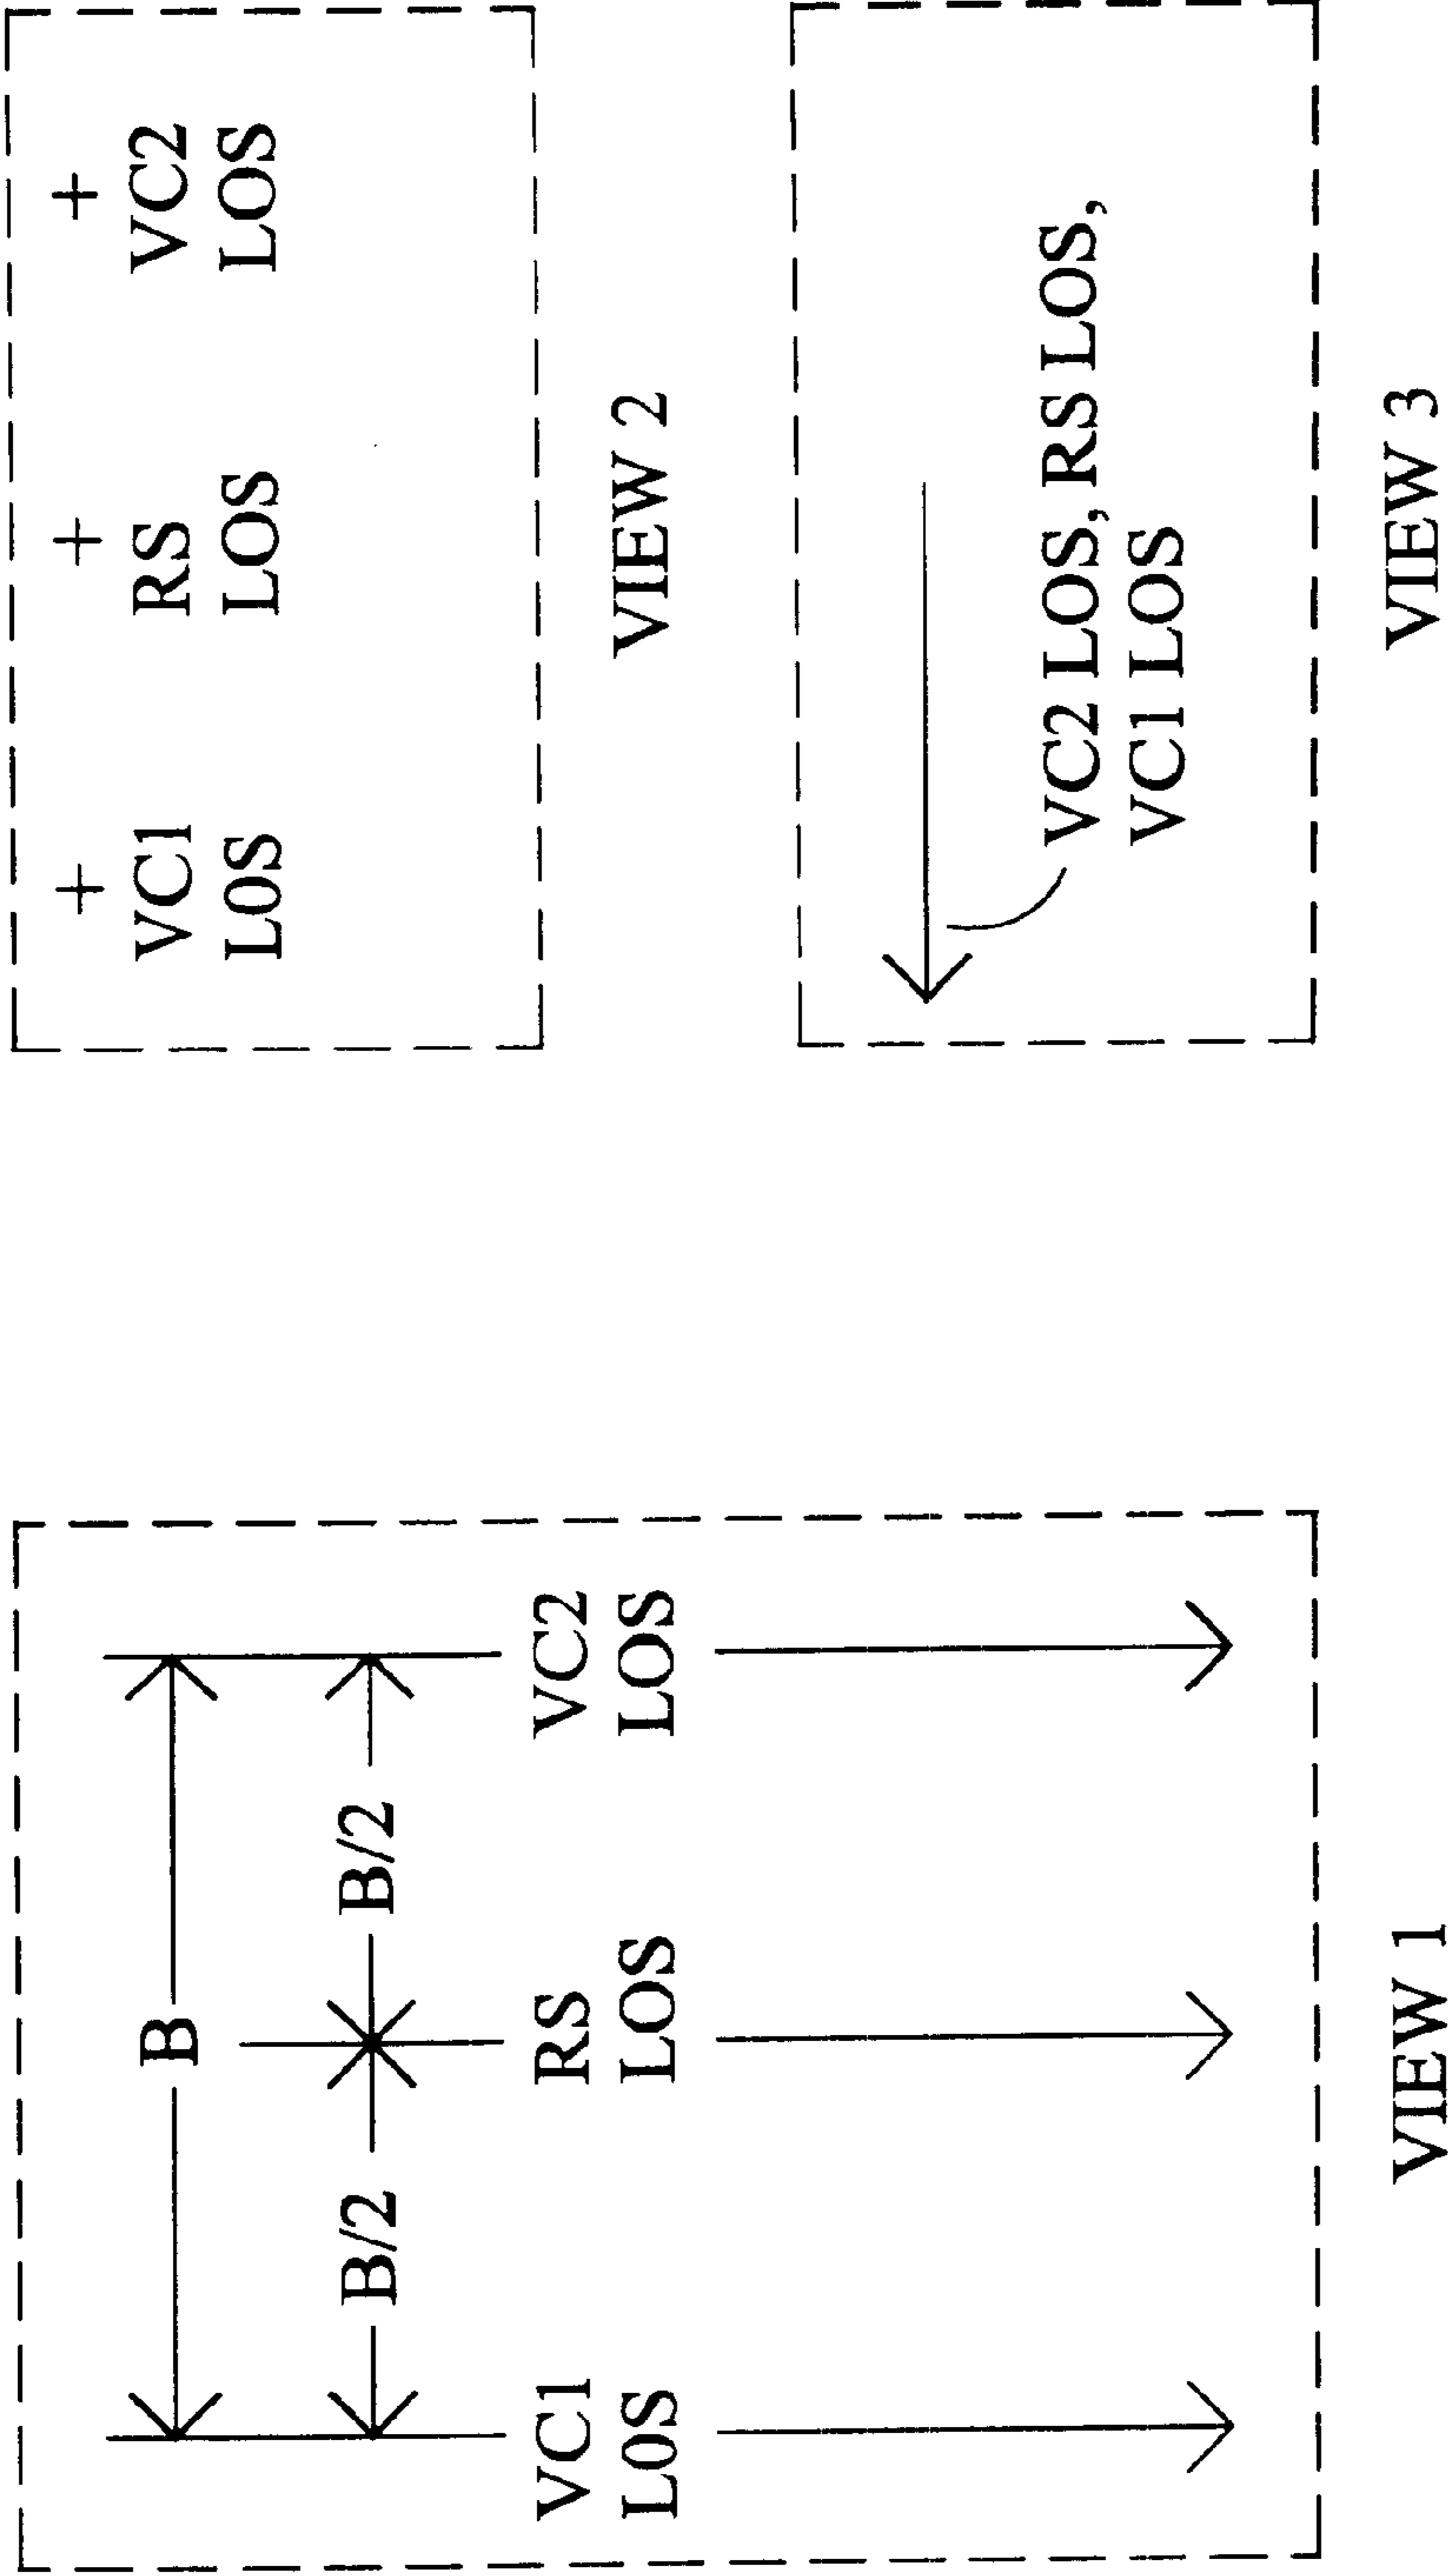 B
B/2 B/2
VC1 RS VC2
L0S LOS LOS
VIEW 1
+ + +
VC1 RS VC2
L0S LOS LOS
VIEW 2
VC2 LOS, RS LOS,
VC1 LOS
VIEW 3